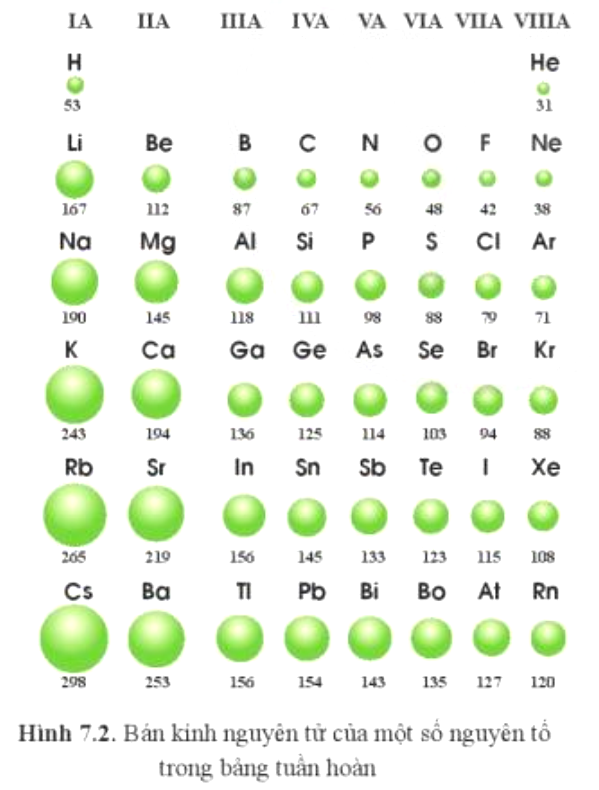 IA IIA IIIA IVA VA VIA VIIA VIIIA
H He
53 31
Li Be B C N O F Ne
167 112 87 67 56 48 42 38
Na Mg Al Si P S Cl Ar
190 145 118 111 98 88 79 71
K Ca Ga Ge As Se Br Kr
243 194 136 125 114 103 94 88
Rb Sr In Sn Sb Te I Xe
265 219 156 145 133 123 115 108
Cs Ba Tl Pb Bi Bo At Rn
298 253 156 154 143 135 127 120
Hình 7.2. Bán kính nguyên tử của một số nguyên tố
trong bảng tuần hoàn